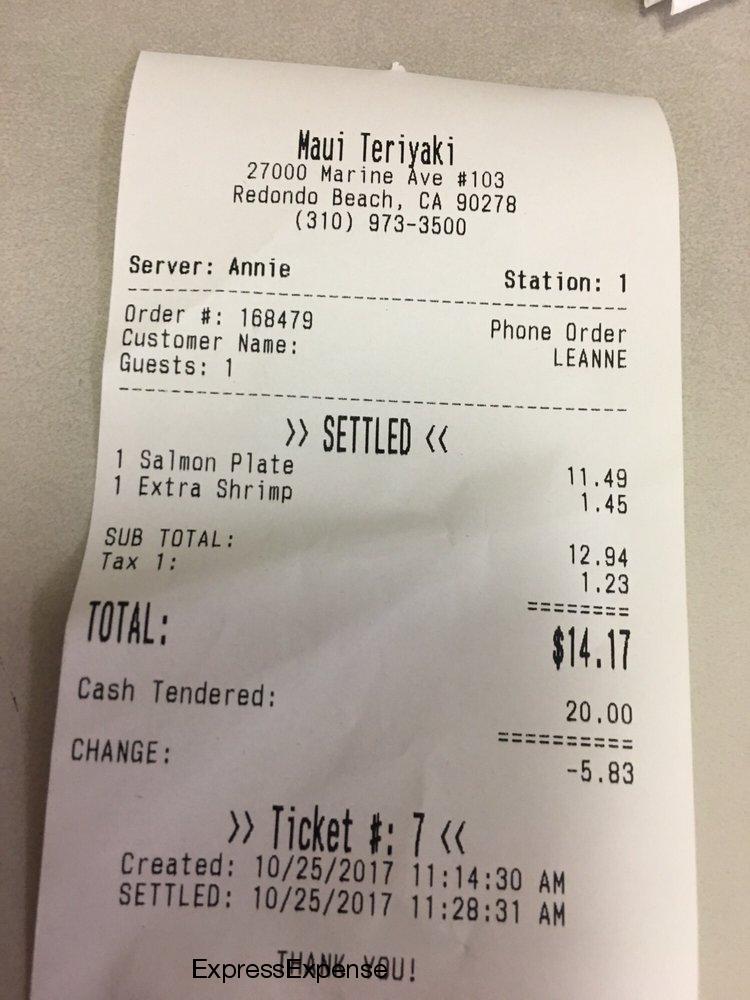 Maui Teriyaki
27000 Marine Ave #103
Redondo Beach, CA 90278
(310) 973-3500
Server: Annie Station: 1
Order #: 168479 Phone Order
Customer Name: LEANNE
Guests: 1
>> SETTLED <<
1 Salmon Plate 11.49
1 Extra Shrimp 1.45
SUB TOTAL: 12.94
Tax 1: 1.23
========
TOTAL: $14.17
Cash Tendered: 20.00
==========
CHANGE: -5.83
>> Ticket #: 7 <<
Created: 10/25/2017 11:14:30 AM
SETTLED: 10/25/2017 11:28:31 AM
THANK YOU!
ExpressExpense